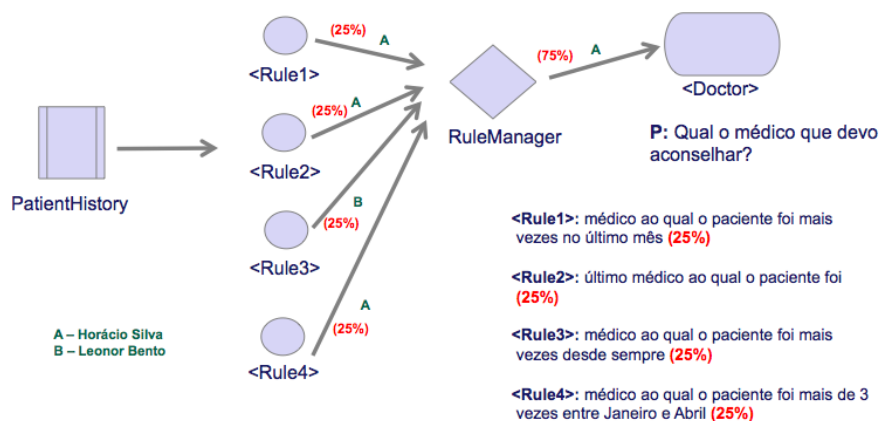 (25%)
A
<Rule1>
(25%)
A
<Rule2>
B
(25%)
<Rule3>
A
(25%)
<Rule4>
PatientHistory
A – Horácio Silva
B – Leonor Bento
RuleManager
(75%)
A
<Doctor>
P: Qual o médico que devo
aconselhar?
<Rule1>: médico ao qual o paciente foi mais
vezes no último mês (25%)
<Rule2>: último médico ao qual o paciente foi
(25%)
<Rule3>: médico ao qual o paciente foi mais
vezes desde sempre (25%)
<Rule4>: médico ao qual o paciente foi mais de 3
vezes entre Janeiro e Abril (25%)